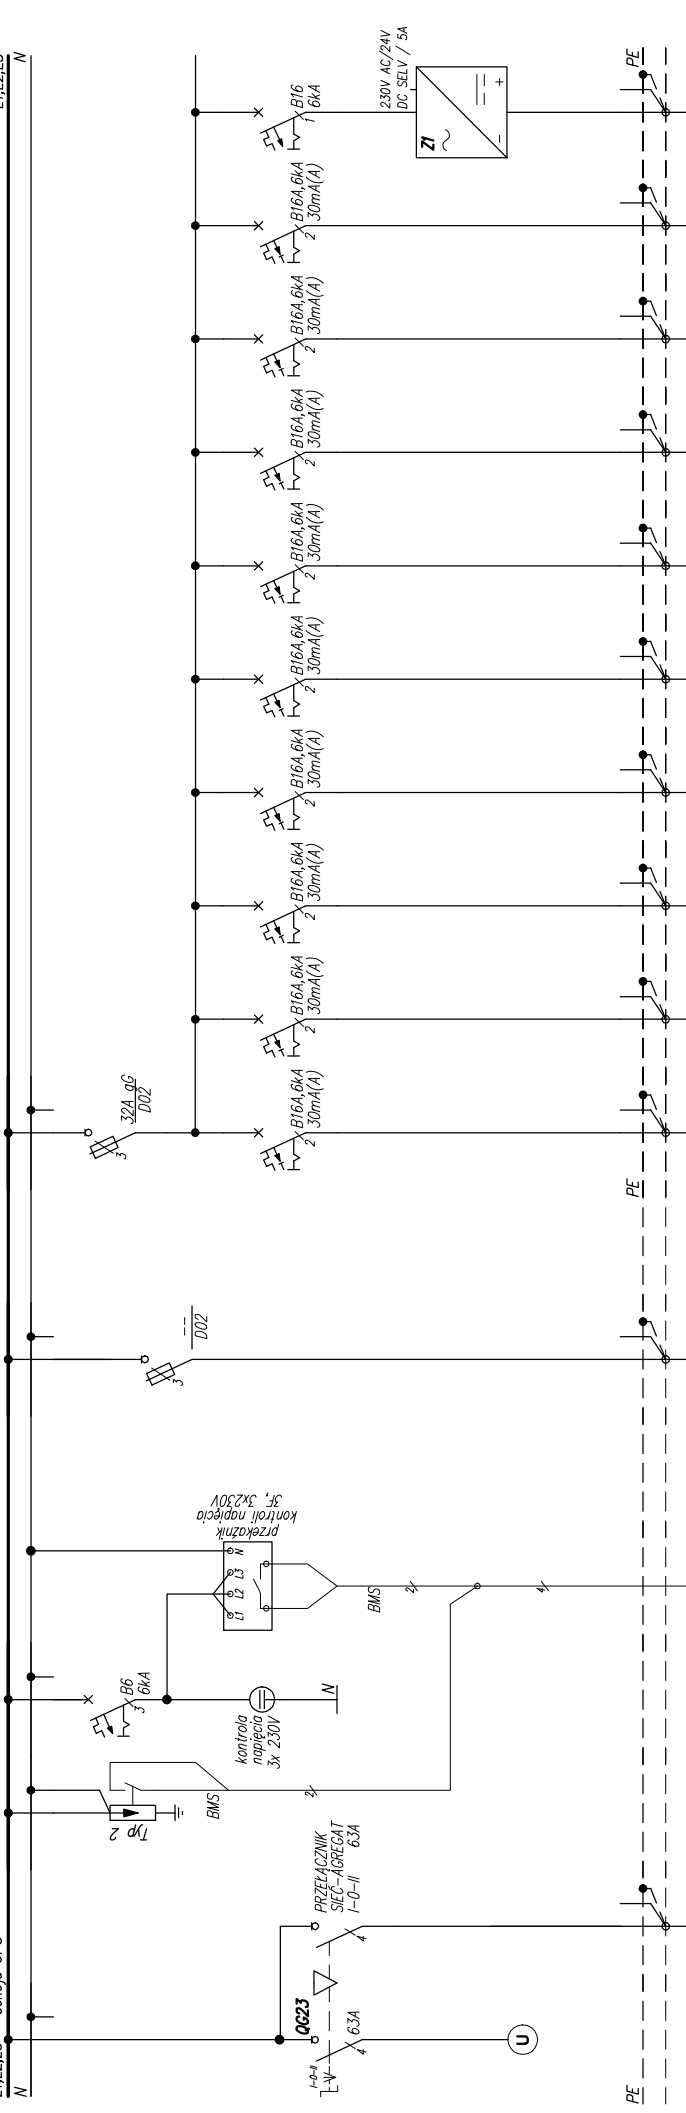 N
N
QG23
I-0-II
63A
4
PRZEŁĄCZNIK
SIEĆ-AGREGAT
I-0-II 63A
4
U
Typ 2
BMS
2
B6
6kA
3
kontrola
napięcia
3x 230V
N
L1 L2 L3 N
przekaźnik
kontroli napięcia
3F, 3x230V
BMS
2
4
--
D02
3
32A gG
D02
3
B16A,6kA
30mA(A)
2
B16A,6kA
30mA(A)
2
B16A,6kA
30mA(A)
2
B16A,6kA
30mA(A)
2
B16A,6kA
30mA(A)
2
B16A,6kA
30mA(A)
2
B16A,6kA
30mA(A)
2
B16A,6kA
30mA(A)
2
B16A,6kA
30mA(A)
2
B16
6kA
1
230V AC/24V
DC SELV / 5A
Z1
- +
PE
PE
PE